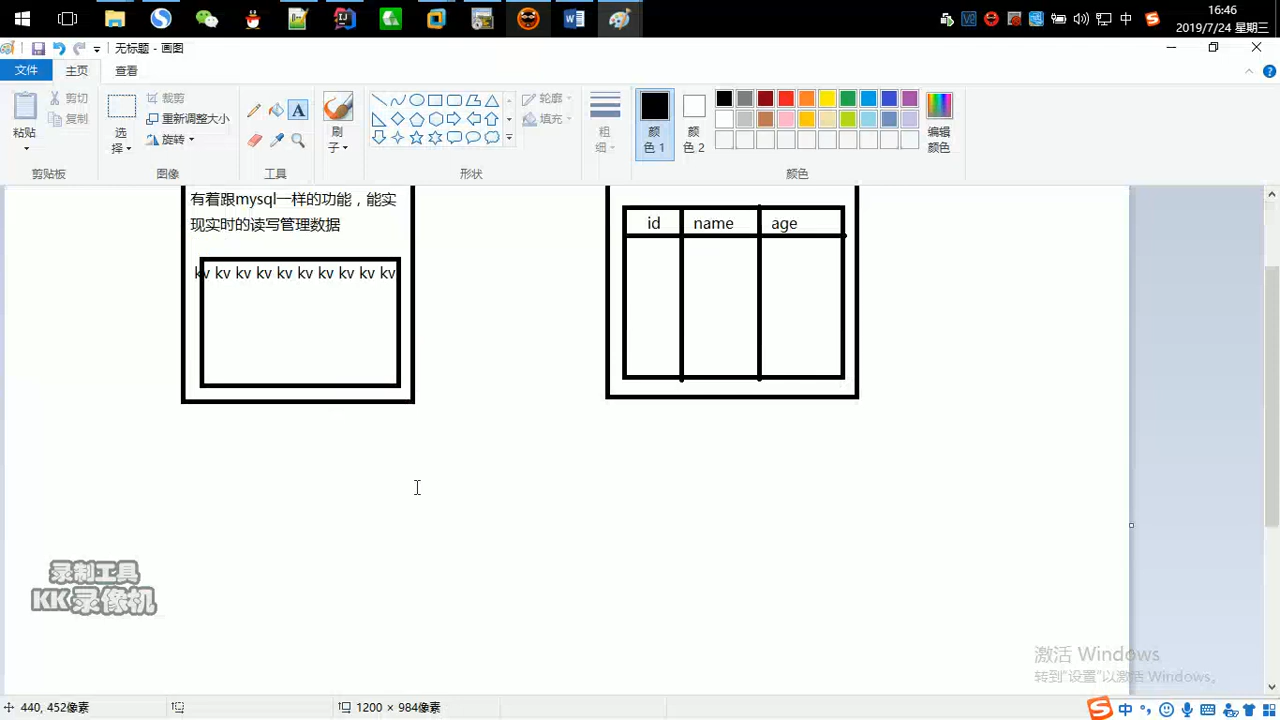 16:46
2019/7/24 星期三
中
无标题 - 画图
文件 主页 查看
粘贴
剪切
复制
剪贴板
选择
裁剪
重新调整大小
旋转
图像
A
工具
刷子
形状
轮廓
填充
粗细
颜色 1
颜色 2
编辑颜色
颜色
有着跟mysql一样的功能，能实
现实时的读写管理数据
kv kv kv kv kv kv kv kv kv kv
id name age
录制工具
KK 录像机
激活 Windows
转到“设置”以激活 Windows。
440, 452像素
1200 × 984像素
中